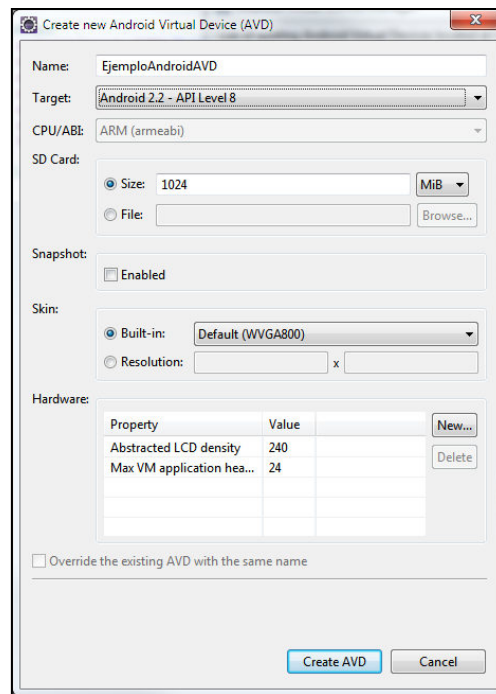 Create new Android Virtual Device (AVD)
x
Name: EjemploAndroidAVD
Target: Android 2.2 - API Level 8
CPU/ABI: ARM (armeabi)
SD Card:
Size: 1024 MiB
File: Browse...
Snapshot:
Enabled
Skin:
Built-in: Default (WVGA800)
Resolution: x
Hardware:
Property Value New...
Abstracted LCD density 240 Delete
Max VM application hea... 24
Override the existing AVD with the same name
Create AVD Cancel